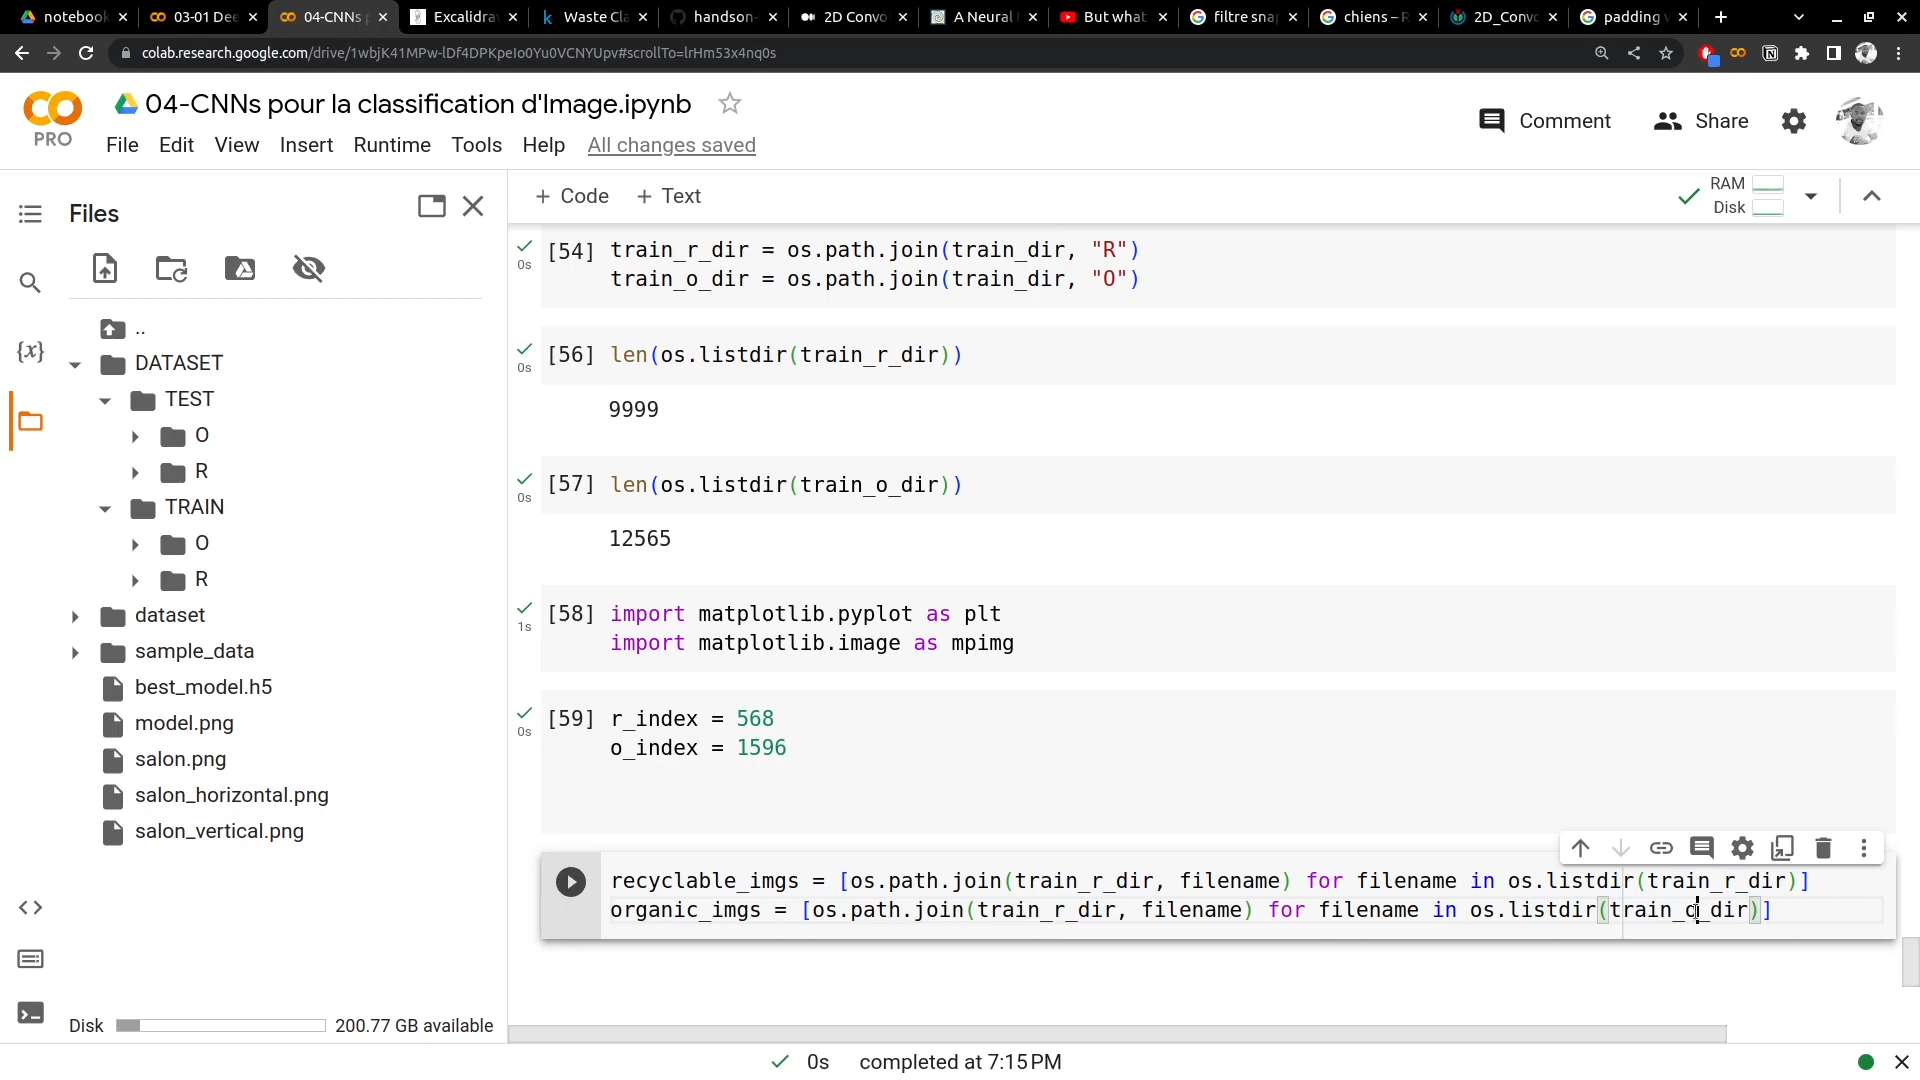 notebook
03-01 Dee
04-CNNs p
Excalidra
Waste Cla
handson-
2D Convo
A Neural
But what
filtre snap
chiens – R
2D_Convo
padding
colab.research.google.com/drive/1wbjK41MPw-lDf4DPKpeIo0Yu0VCNYUpv#scrollTo=lrHm53x4nq0s
04-CNNs pour la classification d'Image.ipynb
PRO
File Edit View Insert Runtime Tools Help All changes saved
Comment
Share
Files
+ Code + Text
RAM
Disk
..
DATASET
TEST
O
R
TRAIN
O
R
dataset
sample_data
best_model.h5
model.png
salon.png
salon_horizontal.png
salon_vertical.png
Disk 200.77 GB available
{x}
[54] train_r_dir = os.path.join(train_dir, "R")
0s
train_o_dir = os.path.join(train_dir, "O")
[56] len(os.listdir(train_r_dir))
0s
9999
[57] len(os.listdir(train_o_dir))
0s
12565
[58] import matplotlib.pyplot as plt
1s
import matplotlib.image as mpimg
[59] r_index = 568
0s
o_index = 1596
recyclable_imgs = [os.path.join(train_r_dir, filename) for filename in os.listdir(train_r_dir)]
organic_imgs = [os.path.join(train_r_dir, filename) for filename in os.listdir(train_o_dir)]
0s completed at 7:15 PM